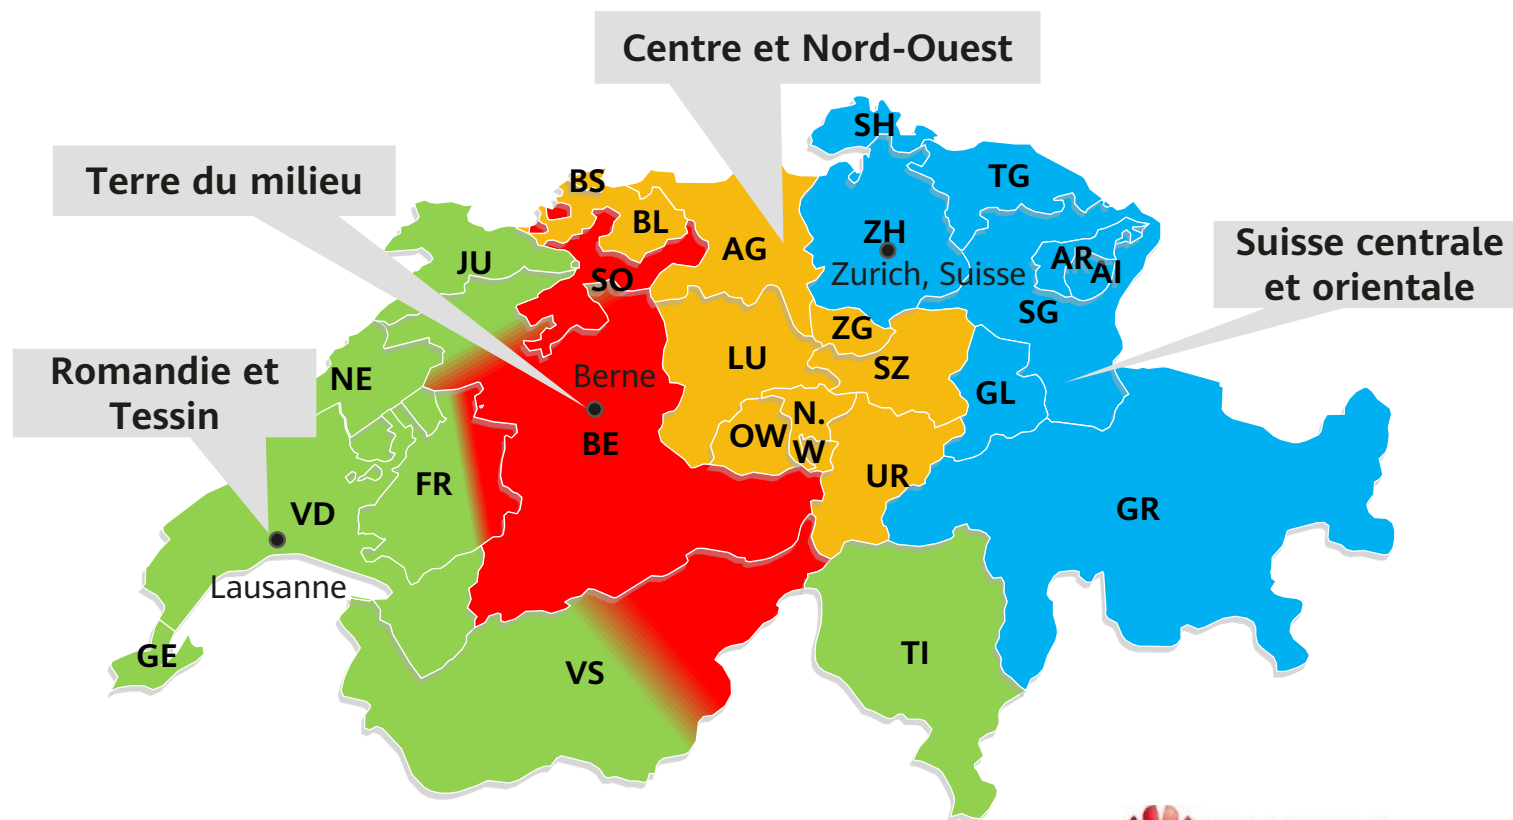 Centre et Nord-Ouest
SH
Terre du milieu
BS
TG
BL
ZH
AG
Suisse centrale
et orientale
JU
SO
AR
AI
Zurich, Suisse
SG
ZG
Romandie et
Tessin
LU
SZ
NE
Berne
GL
N.
W
OW
BE
UR
FR
VD
GR
Lausanne
GE
VS
TI